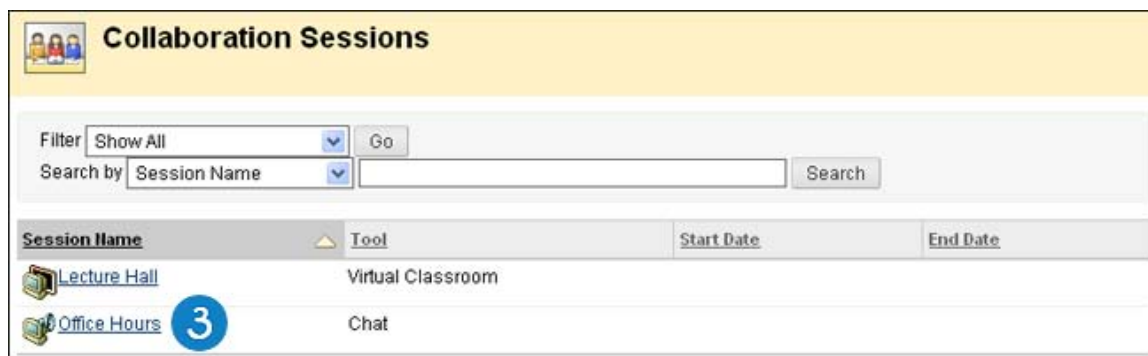 Collaboration Sessions
Filter Show All Go
Search by Session Name Search
Session Name Tool Start Date End Date
Lecture Hall Virtual Classroom
Office Hours 3 Chat